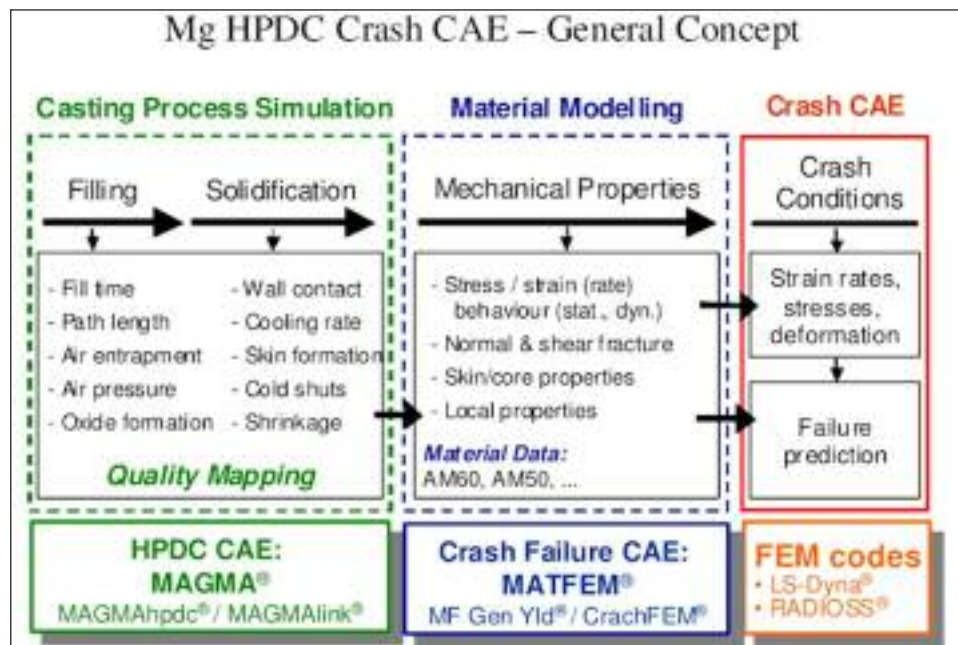 Mg HPDC Crash CAE – General Concept
Casting Process Simulation
Filling
Solidification
- Fill time
- Path length
- Air entrapment
- Air pressure
- Oxide formation
- Wall contact
- Cooling rate
- Skin formation
- Cold shuts
- Shrinkage
Quality Mapping
HPDC CAE:
MAGMA®
MAGMAhpdc® / MAGMAlink®
Material Modelling
Mechanical Properties
- Stress / strain (rate)
behaviour (stat., dyn.)
- Normal & shear fracture
- Skin/core properties
- Local properties
Material Data:
AM60, AM50, ...
Crash Failure CAE:
MATFEM®
MF Gen Yld® / CrachFEM®
Crash CAE
Crash
Conditions
Strain rates,
stresses,
deformation
Failure
prediction
FEM codes
• LS-Dyna®
• RADIOSS®